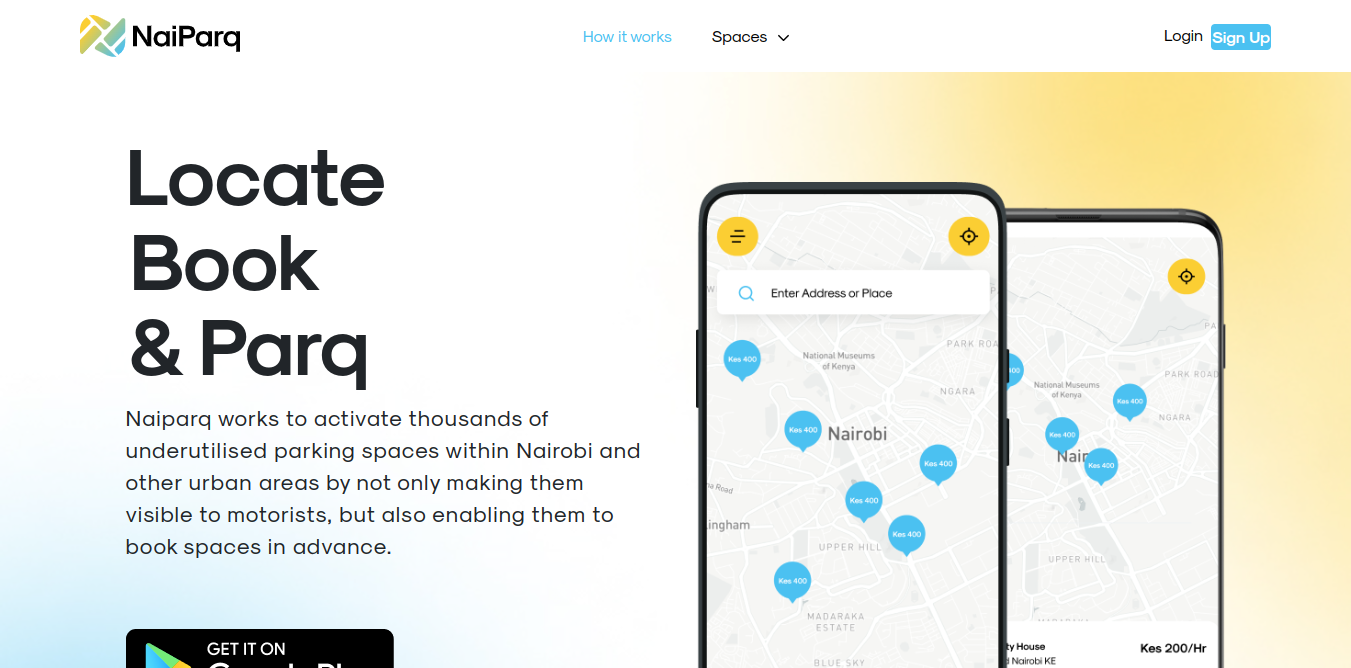 NaiParq
How it works
Spaces
Login
Sign Up
Locate
Book
& Parq
Naiparq works to activate thousands of
underutilised parking spaces within Nairobi and
other urban areas by not only making them
visible to motorists, but also enabling them to
book spaces in advance.
GET IT ON
Enter Address or Place
PARK ROA
Kes 400
National Museums
of Kenya
NGARA
Kes 400
Nairobi
Kes 400
Road
Kes 400
ingham
Kes 400
UPPER HILL
Kes 400
MADARAKA
ESTATE
BLUE SKY
PA
PARK ROAD
National Museums
of Kenya
Kes 400
NGARA
Kes 400
Nair
Kes 400
UPPER HILL
ty House
Kes 200/Hr
Nairobi KE